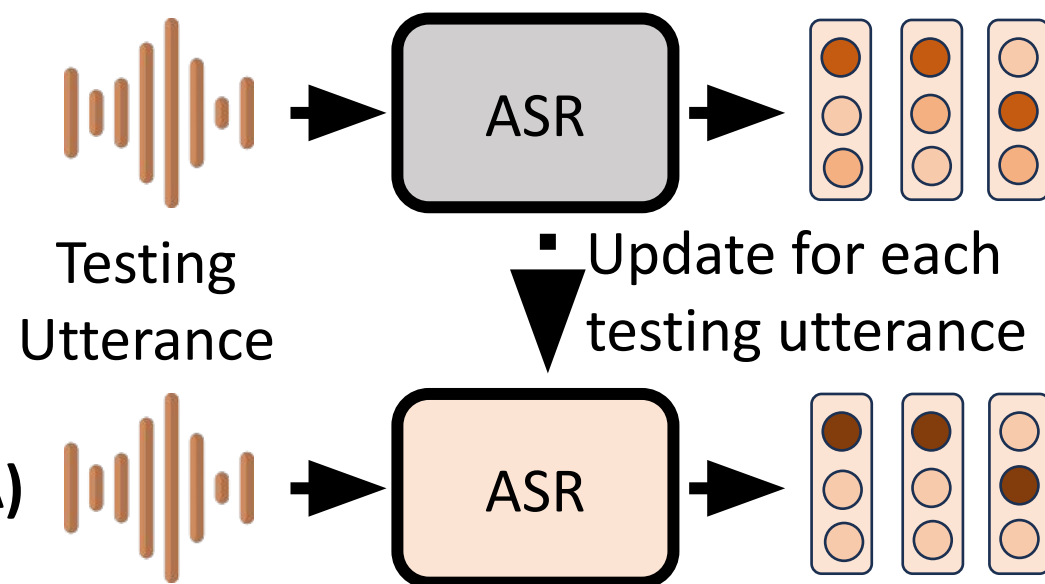 ASR
Testing
Utterance
Update for each
testing utterance
)
ASR